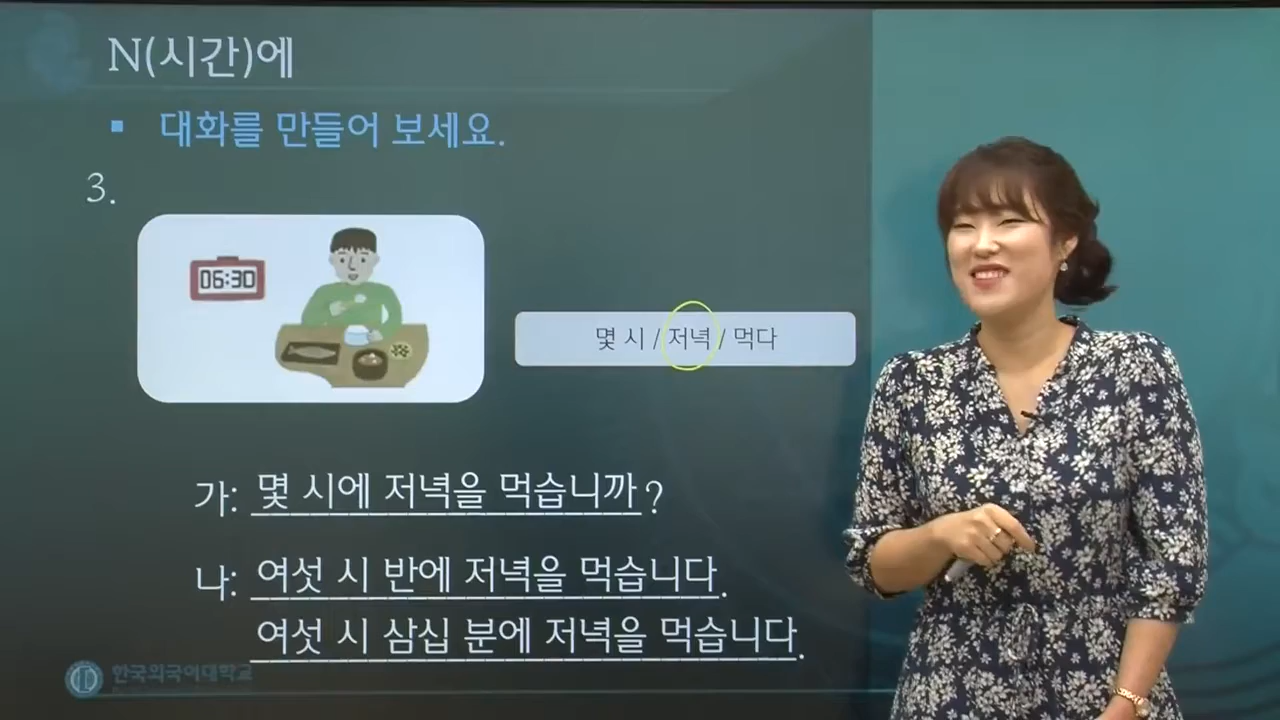 N(시간)에
▪ 대화를 만들어 보세요.
3.
06:30
몇 시 / 저녁 / 먹다
가: 몇 시에 저녁을 먹습니까?
나: 여섯 시 반에 저녁을 먹습니다.
여섯 시 삼십 분에 저녁을 먹습니다.
한국외국어대학교